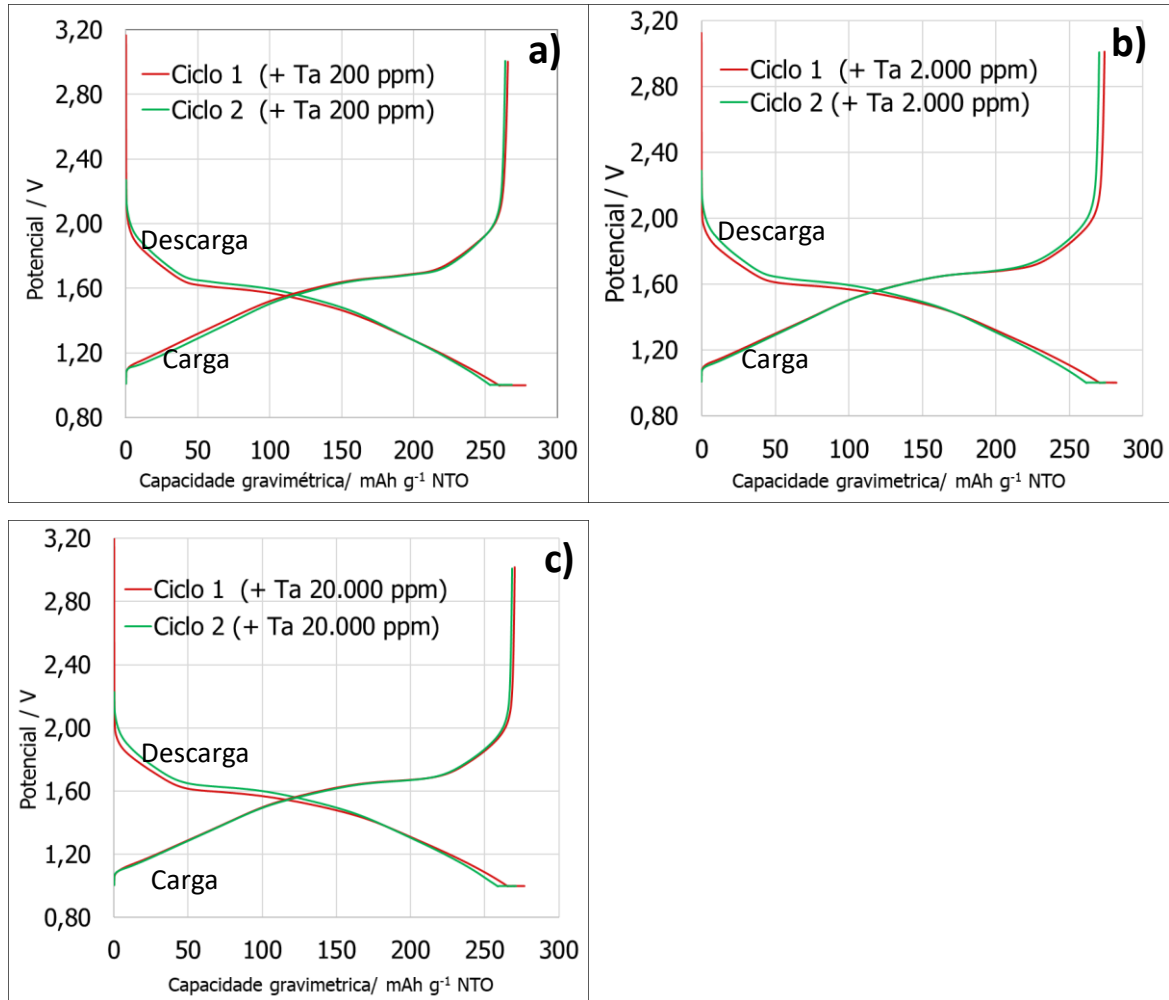 a)
3,20
2,80
2,40
2,00
1,60
1,20
0,80
Potencial / V
Ciclo 1 (+ Ta 200 ppm)
Ciclo 2 (+ Ta 200 ppm)
Descarga
Carga
0 50 100 150 200 250 300
Capacidade gravimétrica/ mAh g⁻¹ NTO
b)
3,20
2,80
2,40
2,00
1,60
1,20
0,80
Potencial / V
Ciclo 1 (+ Ta 2.000 ppm)
Ciclo 2 (+ Ta 2.000 ppm)
Descarga
Carga
0 50 100 150 200 250 300
Capacidade gravimetrica/ mAh g⁻¹ NTO
c)
3,20
2,80
2,40
2,00
1,60
1,20
0,80
Potencial / V
Ciclo 1 (+ Ta 20.000 ppm)
Ciclo 2 (+ Ta 20.000 ppm)
Descarga
Carga
0 50 100 150 200 250 300
Capacidade gravimetrica/ mAh g⁻¹ NTO